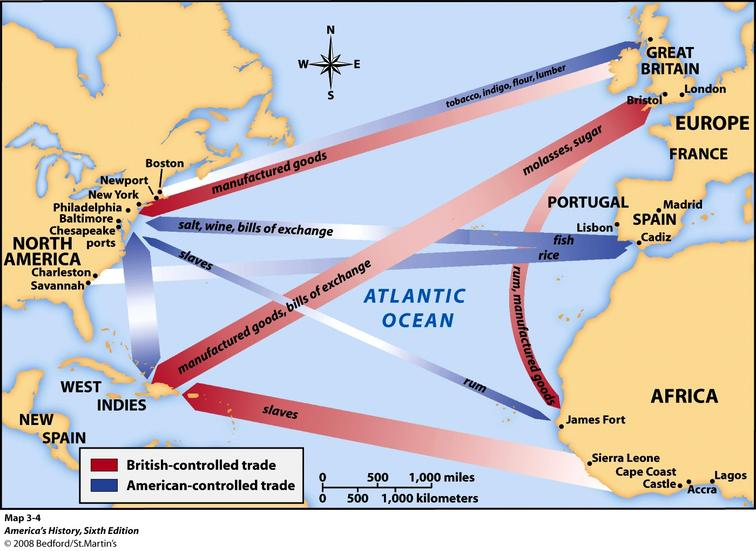 N
W
E
S
GREAT
BRITAIN
London
Bristol
EUROPE
FRANCE
PORTUGAL
Madrid
SPAIN
Lisbon
Cadiz
tobacco, indigo, flour, lumber
manufactured goods
molasses, sugar
Boston
Newport
New York
Philadelphia
Baltimore
Chesapeake
ports
NORTH
AMERICA
Charleston
Savannah
salt, wine, bills of exchange
fish
rice
slaves
rum
manufactured goods, bills of exchange
rum, manufactured goods
ATLANTIC
OCEAN
slaves
WEST
INDIES
NEW
SPAIN
AFRICA
James Fort
Sierra Leone
Cape Coast
Castle
Accra
Lagos
British-controlled trade
American-controlled trade
0 500 1,000 miles
0 500 1,000 kilometers
Map 3-4
America's History, Sixth Edition
© 2008 Bedford/St.Martin's